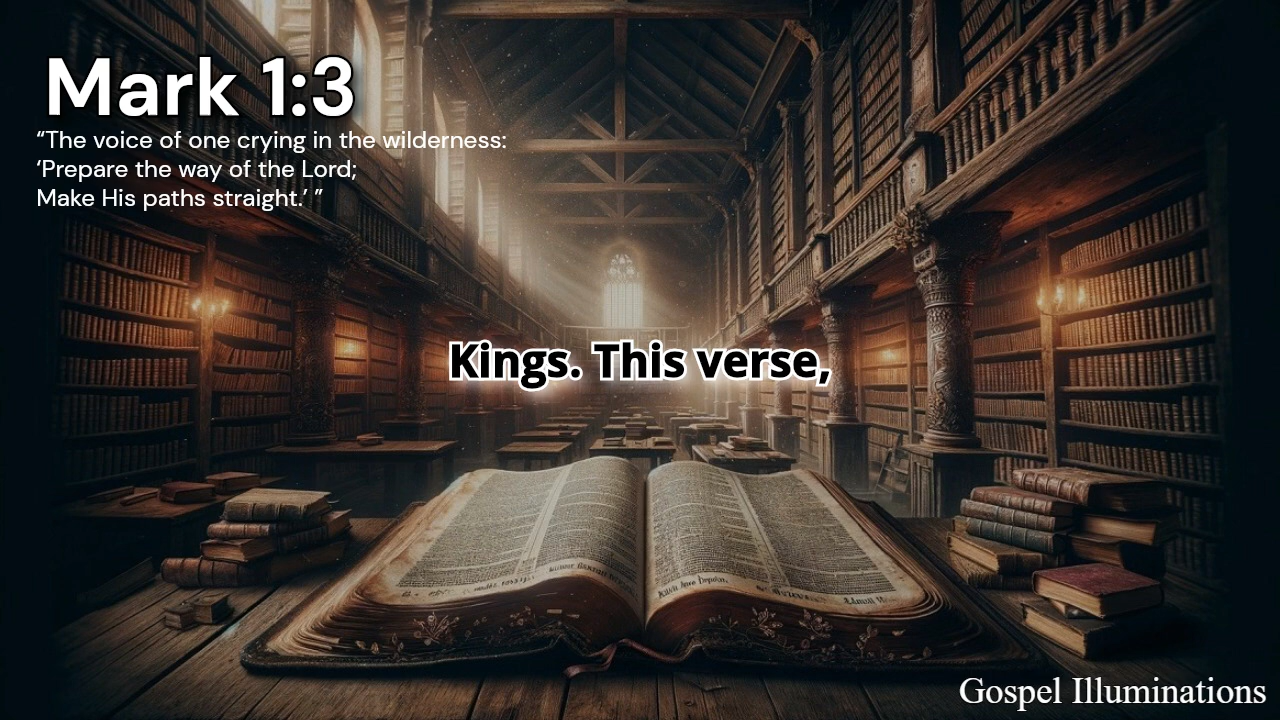 Mark 1:3
“The voice of one crying in the wilderness:
‘Prepare the way of the Lord;
Make His paths straight.’ ”
Kings. This verse,
Gospel Illuminations